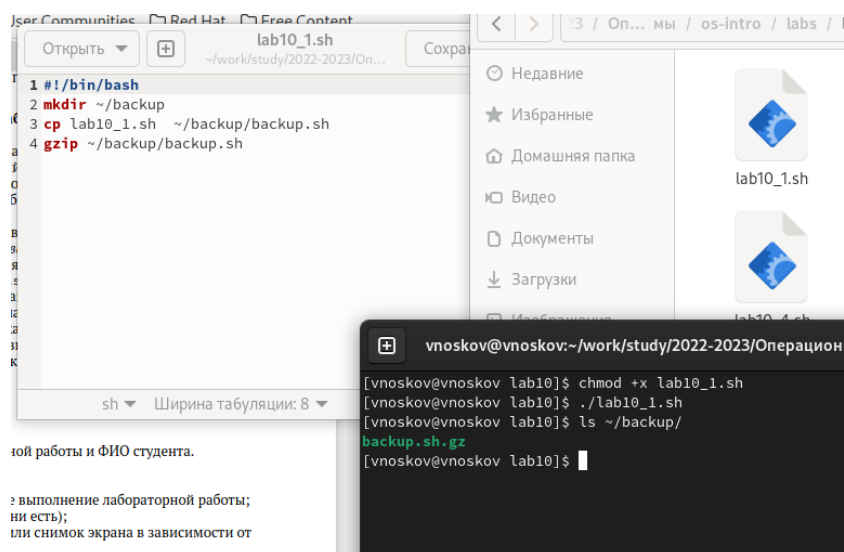 User Communities Red Hat Free Content
Открыть
lab10_1.sh
~/work/study/2022-2023/Оп...
1 #!/bin/bash
2 mkdir ~/backup
3 cp lab10_1.sh ~/backup/backup.sh
4 gzip ~/backup/backup.sh
sh Ширина табуляции: 8
ной работы и ФИО студента.
выполнение лабораторной работы;
есть);
снимок экрана в зависимости от
23 / Оп... мы / os-intro / labs /
Недавние
Избранные
Домашняя папка
Видео
Документы
Загрузки
Изображения
lab10_1.sh
lab10_4.sh
vnoskov@vnoskov:~/work/study/2022-2023/Операцион
[vnoskov@vnoskov lab10]$ chmod +x lab10_1.sh
[vnoskov@vnoskov lab10]$ ./lab10_1.sh
[vnoskov@vnoskov lab10]$ ls ~/backup/
backup.sh.gz
[vnoskov@vnoskov lab10]$